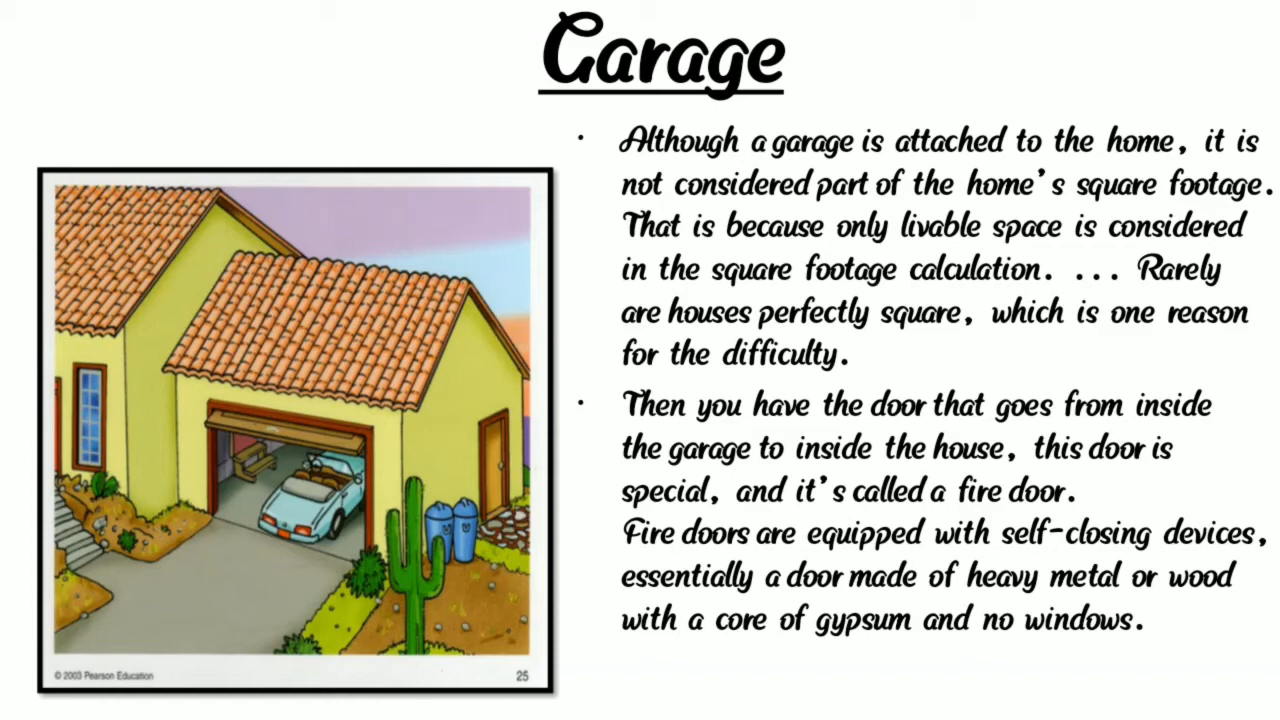 Garage
• Although a garage is attached to the home, it is
not considered part of the home's square footage.
That is because only livable space is considered
in the square footage calculation. ... Rarely
are houses perfectly square, which is one reason
for the difficulty.
• Then you have the door that goes from inside
the garage to inside the house, this door is
special, and it's called a fire door.
Fire doors are equipped with self-closing devices,
essentially a door made of heavy metal or wood
with a core of gypsum and no windows.
© 2003 Pearson Education 25